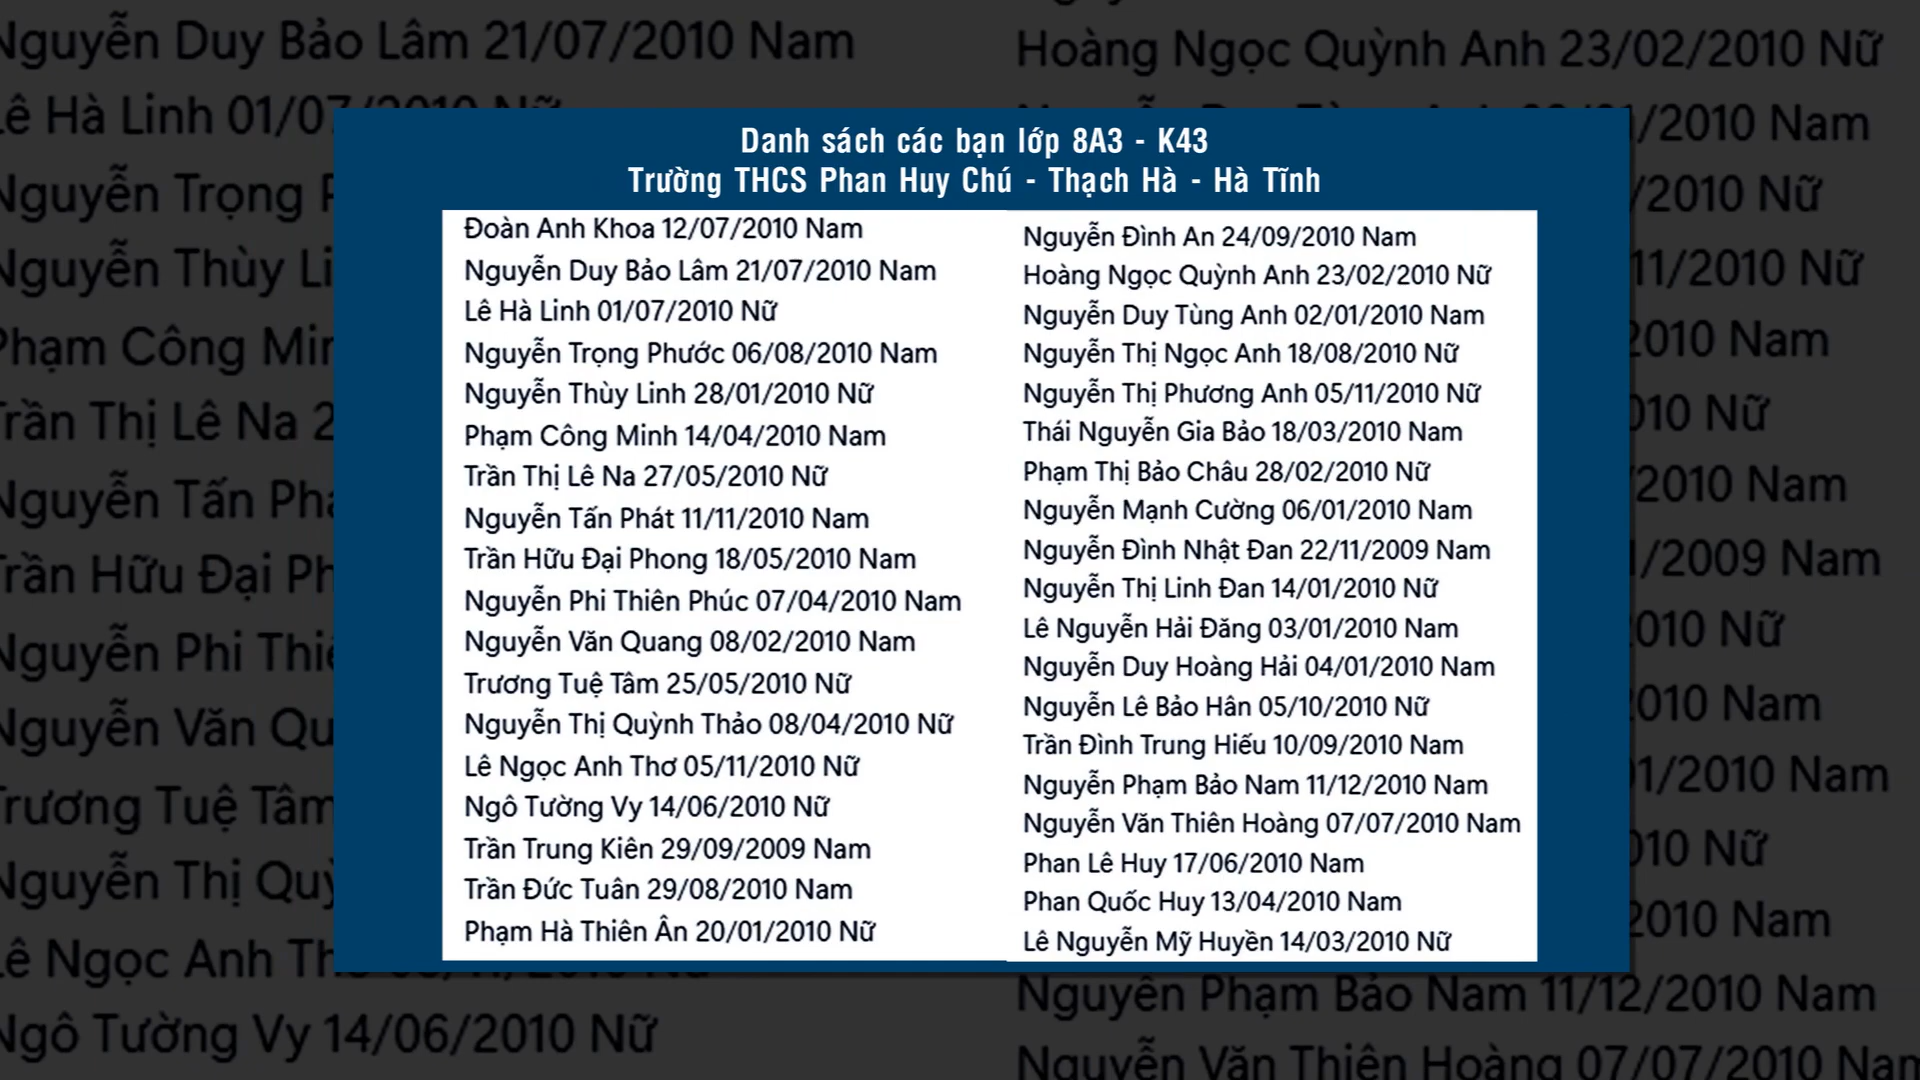 Danh sách các bạn lớp 8A3 - K43
Trường THCS Phan Huy Chú - Thạch Hà - Hà Tĩnh
Đoàn Anh Khoa 12/07/2010 Nam
Nguyễn Duy Bảo Lâm 21/07/2010 Nam
Lê Hà Linh 01/07/2010 Nữ
Nguyễn Trọng Phước 06/08/2010 Nam
Nguyễn Thùy Linh 28/01/2010 Nữ
Phạm Công Minh 14/04/2010 Nam
Trần Thị Lê Na 27/05/2010 Nữ
Nguyễn Tấn Phát 11/11/2010 Nam
Trần Hữu Đại Phong 18/05/2010 Nam
Nguyễn Phi Thiên Phúc 07/04/2010 Nam
Nguyễn Văn Quang 08/02/2010 Nam
Trương Tuệ Tâm 25/05/2010 Nữ
Nguyễn Thị Quỳnh Thảo 08/04/2010 Nữ
Lê Ngọc Anh Thơ 05/11/2010 Nữ
Ngô Tường Vy 14/06/2010 Nữ
Trần Trung Kiên 29/09/2009 Nam
Trần Đức Tuân 29/08/2010 Nam
Phạm Hà Thiên Ân 20/01/2010 Nữ
Nguyễn Đình An 24/09/2010 Nam
Hoàng Ngọc Quỳnh Anh 23/02/2010 Nữ
Nguyễn Duy Tùng Anh 02/01/2010 Nam
Nguyễn Thị Ngọc Anh 18/08/2010 Nữ
Nguyễn Thị Phương Anh 05/11/2010 Nữ
Thái Nguyễn Gia Bảo 18/03/2010 Nam
Phạm Thị Bảo Châu 28/02/2010 Nữ
Nguyễn Mạnh Cường 06/01/2010 Nam
Nguyễn Đình Nhật Đan 22/11/2009 Nam
Nguyễn Thị Linh Đan 14/01/2010 Nữ
Lê Nguyễn Hải Đăng 03/01/2010 Nam
Nguyễn Duy Hoàng Hải 04/01/2010 Nam
Nguyễn Lê Bảo Hân 05/10/2010 Nữ
Trần Đình Trung Hiếu 10/09/2010 Nam
Nguyễn Phạm Bảo Nam 11/12/2010 Nam
Nguyễn Văn Thiên Hoàng 07/07/2010 Nam
Phan Lê Huy 17/06/2010 Nam
Phan Quốc Huy 13/04/2010 Nam
Lê Nguyễn Mỹ Huyền 14/03/2010 Nữ